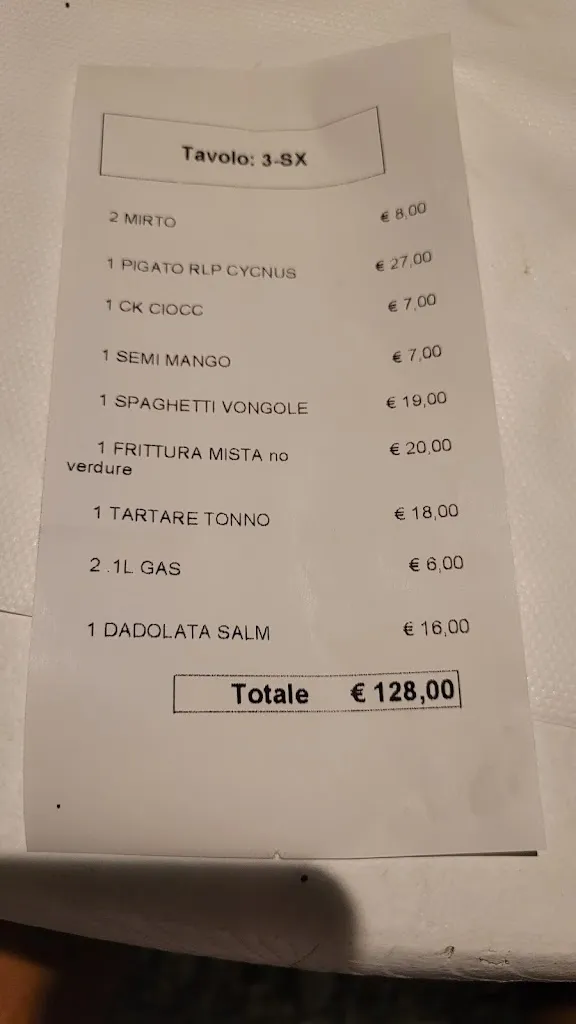 Tavolo: 3-SX
2 MIRTO € 8,00
1 PIGATO RLP CYCNUS € 27,00
1 CK CIOCC € 7,00
1 SEMI MANGO € 7,00
1 SPAGHETTI VONGOLE € 19,00
1 FRITTURA MISTA no € 20,00
verdure
1 TARTARE TONNO € 18,00
2 .1L GAS € 6,00
1 DADOLATA SALM € 16,00
Totale € 128,00